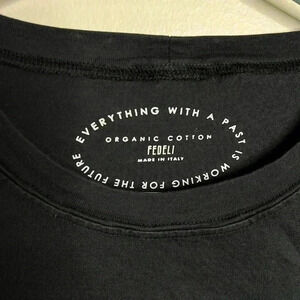 EVERYTHING WITH A PAST IS WORKING FOR THE FUTURE
ORGANIC COTTON
FEDELI
MADE IN ITALY